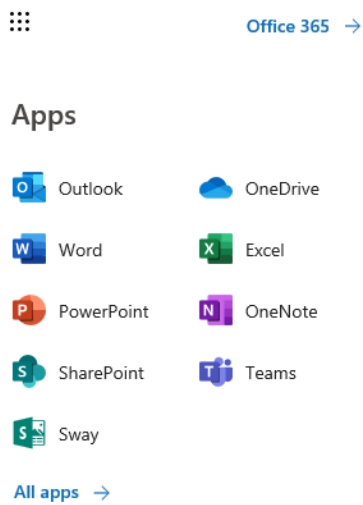 Office 365 →
Apps
Outlook
OneDrive
Word
Excel
PowerPoint
OneNote
SharePoint
Teams
Sway
All apps →